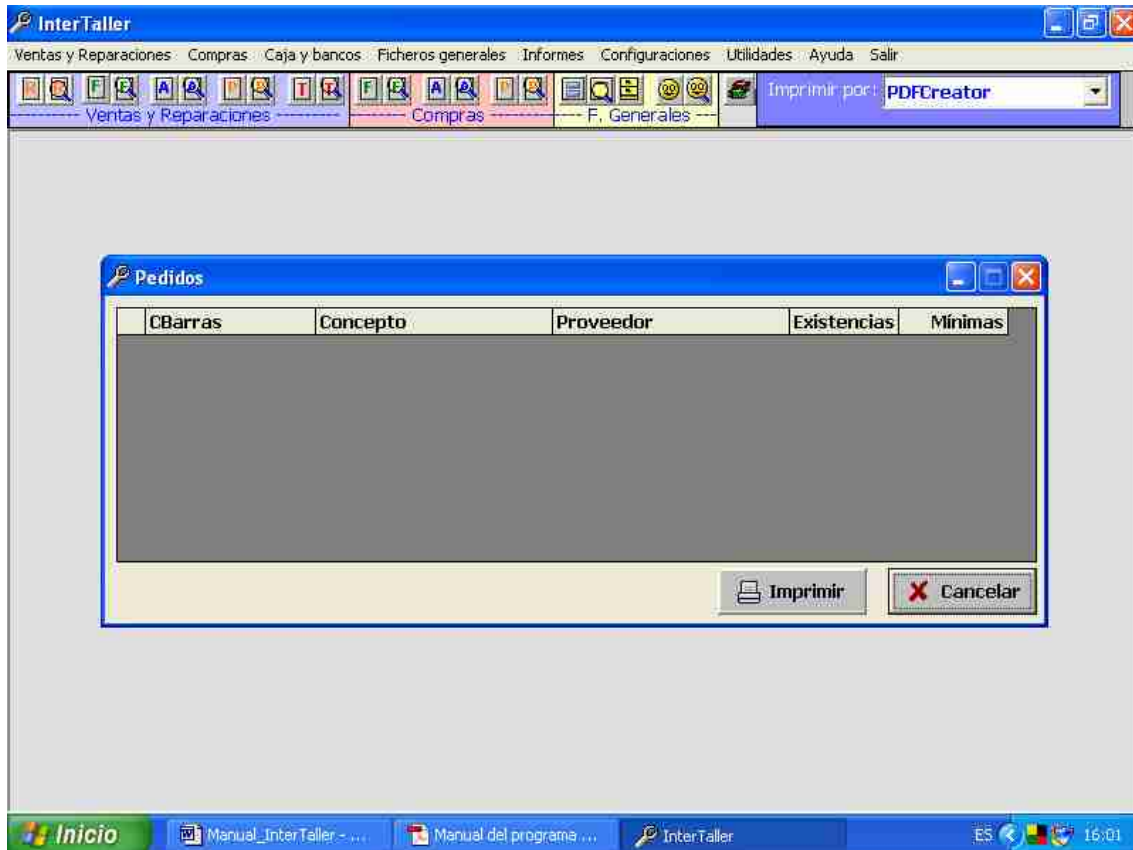 InterTaller
Ventas y Reparaciones Compras Caja y bancos Ficheros generales Informes Configuraciones Utilidades Ayuda Salir
R F E A P T T F E A P Imprimir por: PDFCreator
---------- Ventas y Reparaciones --------- --------- Compras --------- ---- F. Generales ---
Pedidos
CBarras Concepto Proveedor Existencias Mínimas
Imprimir Cancelar
Inicio Manual_InterTaller - ... Manual del programa ... InterTaller ES 16:01